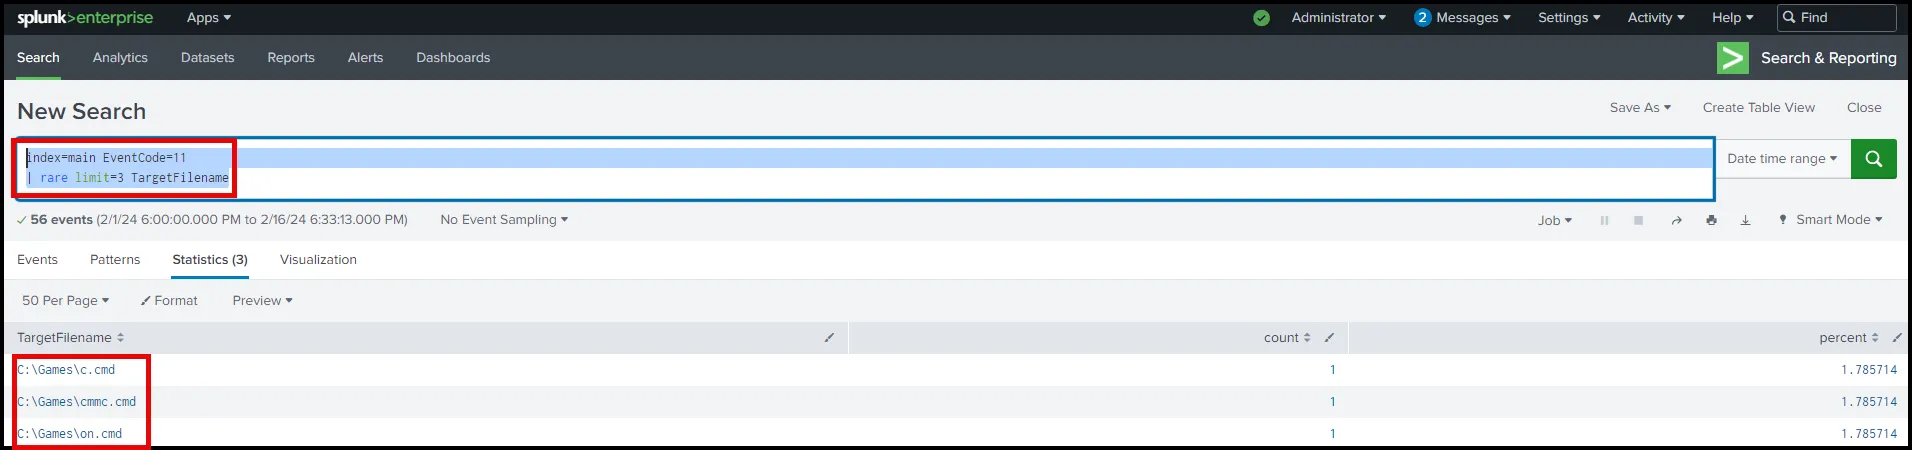 splunk>enterprise Apps Administrator 2 Messages Settings Activity Help Find
Search Analytics Datasets Reports Alerts Dashboards > Search & Reporting
New Search Save As Create Table View Close
index=main EventCode=11
| rare limit=3 TargetFilename
Date time range
56 events (2/1/24 6:00:00.000 PM to 2/16/24 6:33:13.000 PM) No Event Sampling Job Smart Mode
Events Patterns Statistics (3) Visualization
50 Per Page Format Preview
TargetFilename count percent
C:\Games\c.cmd 1 1.785714
C:\Games\cmmc.cmd 1 1.785714
C:\Games\on.cmd 1 1.785714